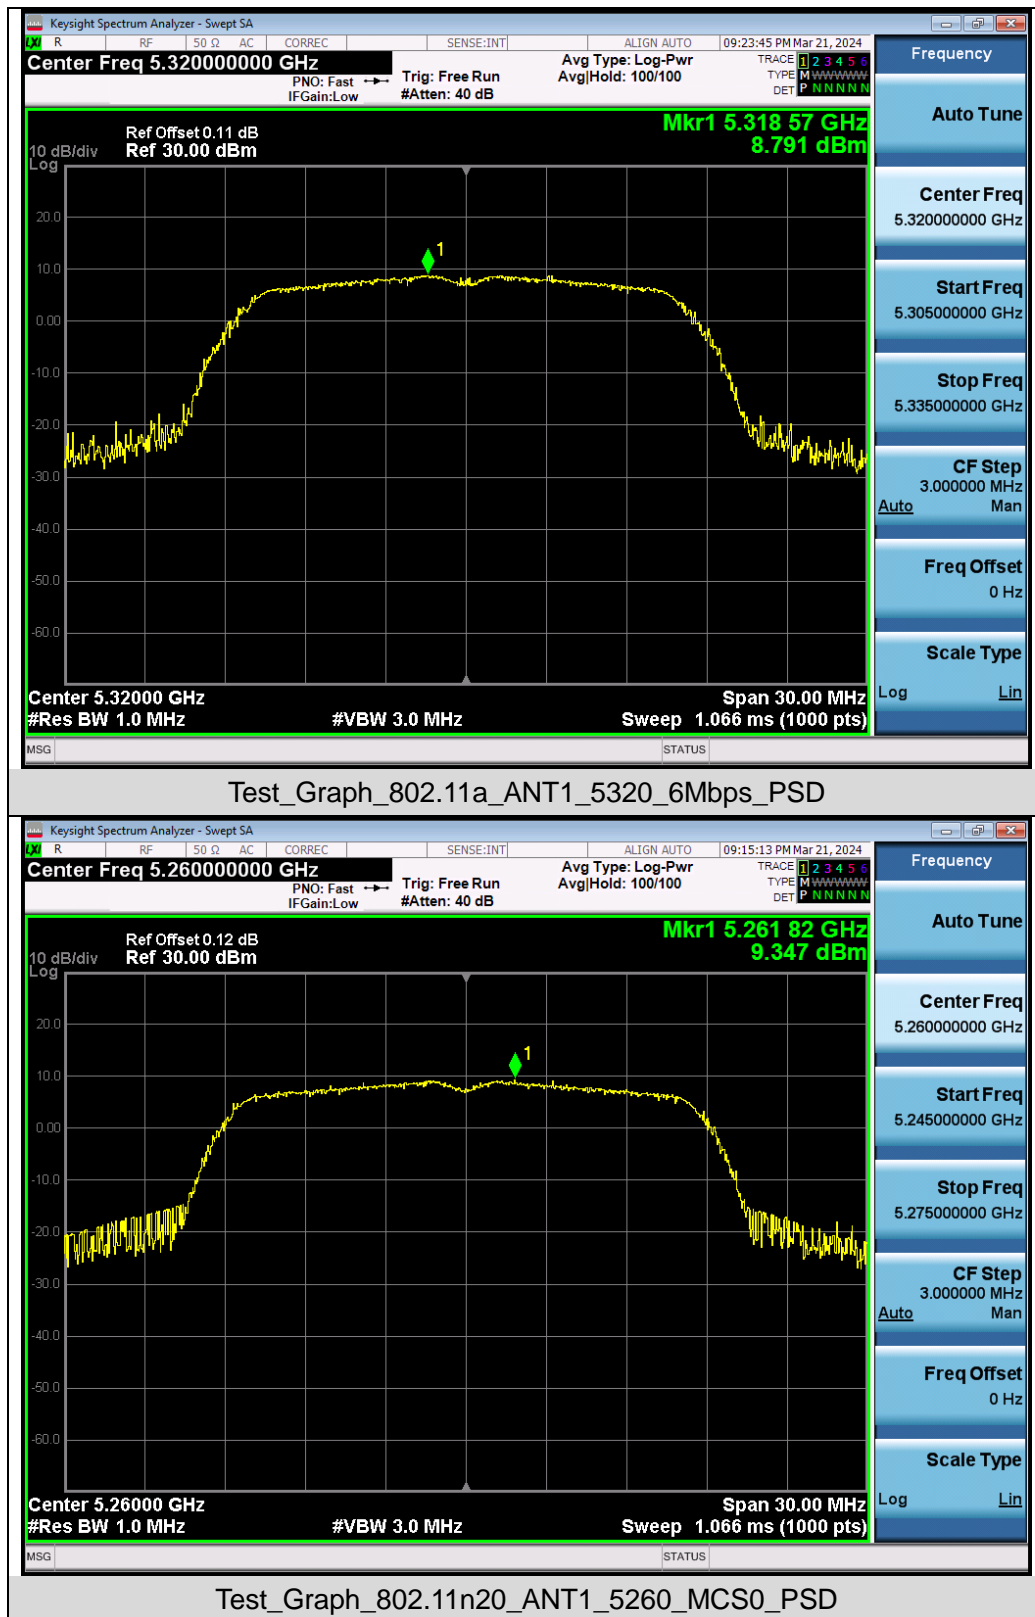 Keysight Spectrum Analyzer - Swept SA
LXI R RF 50 Ω AC CORREC SENSE:INT ALIGN AUTO 09:23:45 PM Mar 21, 2024
Center Freq 5.320000000 GHz
PNO: Fast
IFGain:Low
Trig: Free Run
#Atten: 40 dB
Avg Type: Log-Pwr
Avg|Hold: 100/100
TRACE 1 2 3 4 5 6
TYPE M WWWWW
DET P N N N N N
Frequency
Auto Tune
Center Freq
5.320000000 GHz
Start Freq
5.305000000 GHz
Stop Freq
5.335000000 GHz
CF Step
3.000000 MHz
Auto Man
Freq Offset
0 Hz
Scale Type
Log Lin
Mkr1 5.318 57 GHz
8.791 dBm
Ref Offset 0.11 dB
10 dB/div Ref 30.00 dBm
Log
20.0
10.0
0.00
-10.0
-20.0
-30.0
-40.0
-50.0
-60.0
1
Center 5.32000 GHz Span 30.00 MHz
#Res BW 1.0 MHz #VBW 3.0 MHz Sweep 1.066 ms (1000 pts)
MSG STATUS
Test_Graph_802.11a_ANT1_5320_6Mbps_PSD
Keysight Spectrum Analyzer - Swept SA
LXI R RF 50 Ω AC CORREC SENSE:INT ALIGN AUTO 09:15:13 PM Mar 21, 2024
Center Freq 5.260000000 GHz
PNO: Fast
IFGain:Low
Trig: Free Run
#Atten: 40 dB
Avg Type: Log-Pwr
Avg|Hold: 100/100
TRACE 1 2 3 4 5 6
TYPE M WWWWW
DET P N N N N N
Frequency
Auto Tune
Center Freq
5.260000000 GHz
Start Freq
5.245000000 GHz
Stop Freq
5.275000000 GHz
CF Step
3.000000 MHz
Auto Man
Freq Offset
0 Hz
Scale Type
Log Lin
Mkr1 5.261 82 GHz
9.347 dBm
Ref Offset 0.12 dB
10 dB/div Ref 30.00 dBm
Log
20.0
10.0
0.00
-10.0
-20.0
-30.0
-40.0
-50.0
-60.0
1
Center 5.26000 GHz Span 30.00 MHz
#Res BW 1.0 MHz #VBW 3.0 MHz Sweep 1.066 ms (1000 pts)
MSG STATUS
Test_Graph_802.11n20_ANT1_5260_MCS0_PSD